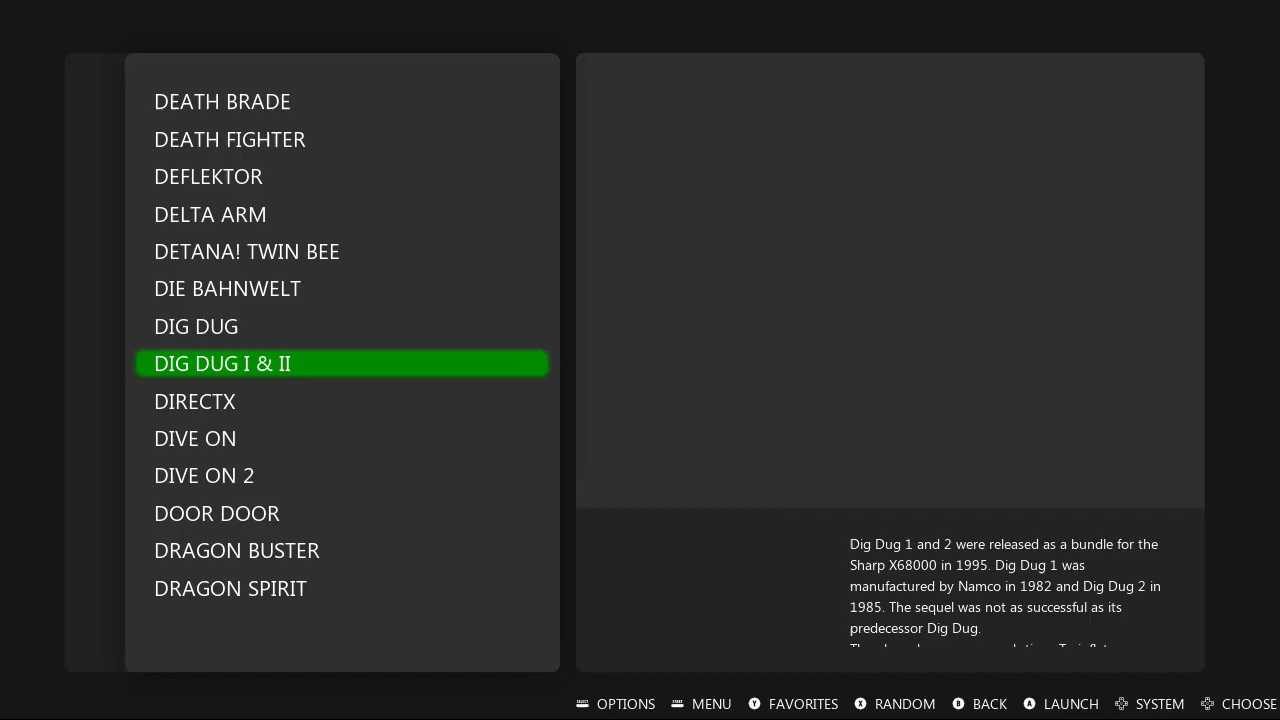 DEATH BRADE
DEATH FIGHTER
DEFLEKTOR
DELTA ARM
DETANA! TWIN BEE
DIE BAHNWELT
DIG DUG
DIG DUG I & II
DIRECTX
DIVE ON
DIVE ON 2
DOOR DOOR
DRAGON BUSTER
DRAGON SPIRIT
Dig Dug 1 and 2 were released as a bundle for the
Sharp X68000 in 1995. Dig Dug 1 was
manufactured by Namco in 1982 and Dig Dug 2 in
1985. The sequel was not as successful as its
predecessor Dig Dug.
SELECT OPTIONS START MENU Y FAVORITES X RANDOM B BACK A LAUNCH SYSTEM CHOOSE